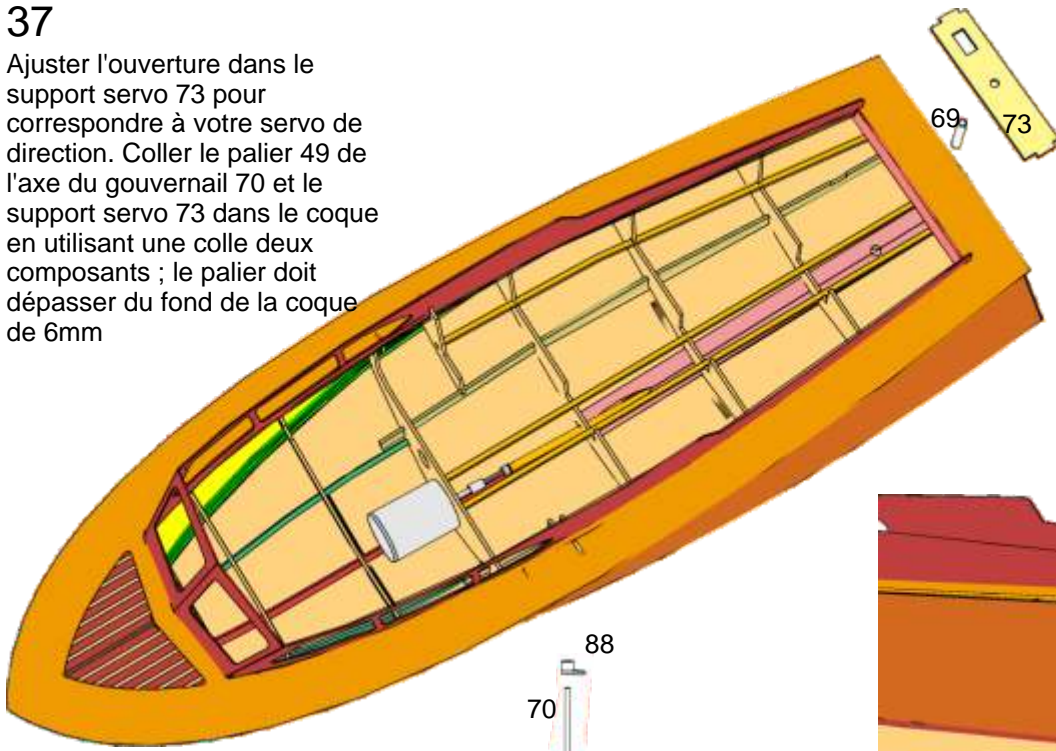 37
Ajuster l'ouverture dans le
support servo 73 pour
correspondre à votre servo de
direction. Coller le palier 49 de
l'axe du gouvernail 70 et le
support servo 73 dans le coque
en utilisant une colle deux
composants ; le palier doit
dépasser du fond de la coque
de 6mm
69
73
88
70